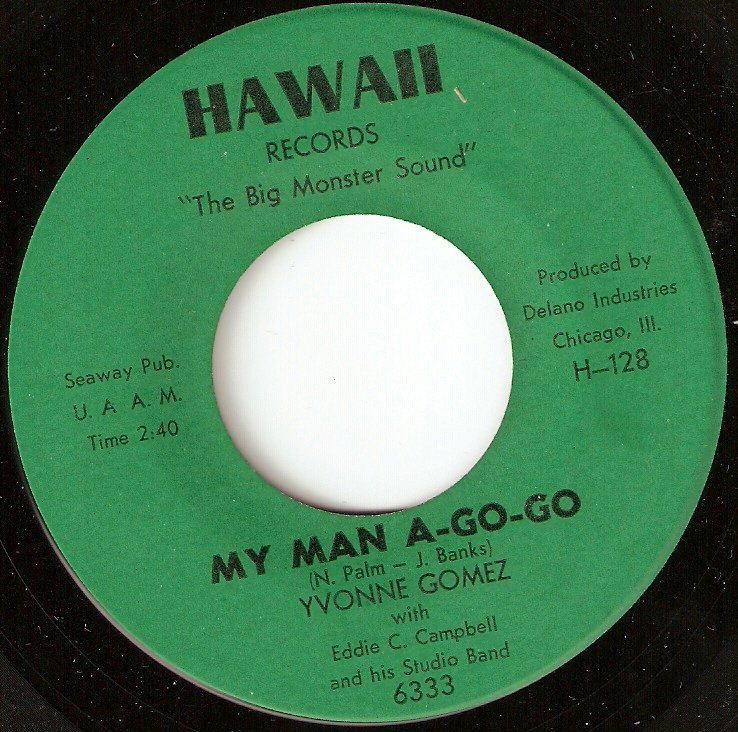 HAWAII
RECORDS
"The Big Monster Sound"
Produced by
Delano Industries
Chicago, Ill.
H-128
Seaway Pub.
U. A A. M.
Time 2:40
MY MAN A-GO-GO
(N. Palm - J. Banks)
YVONNE GOMEZ
with
Eddie C. Campbell
and his Studio Band
6333